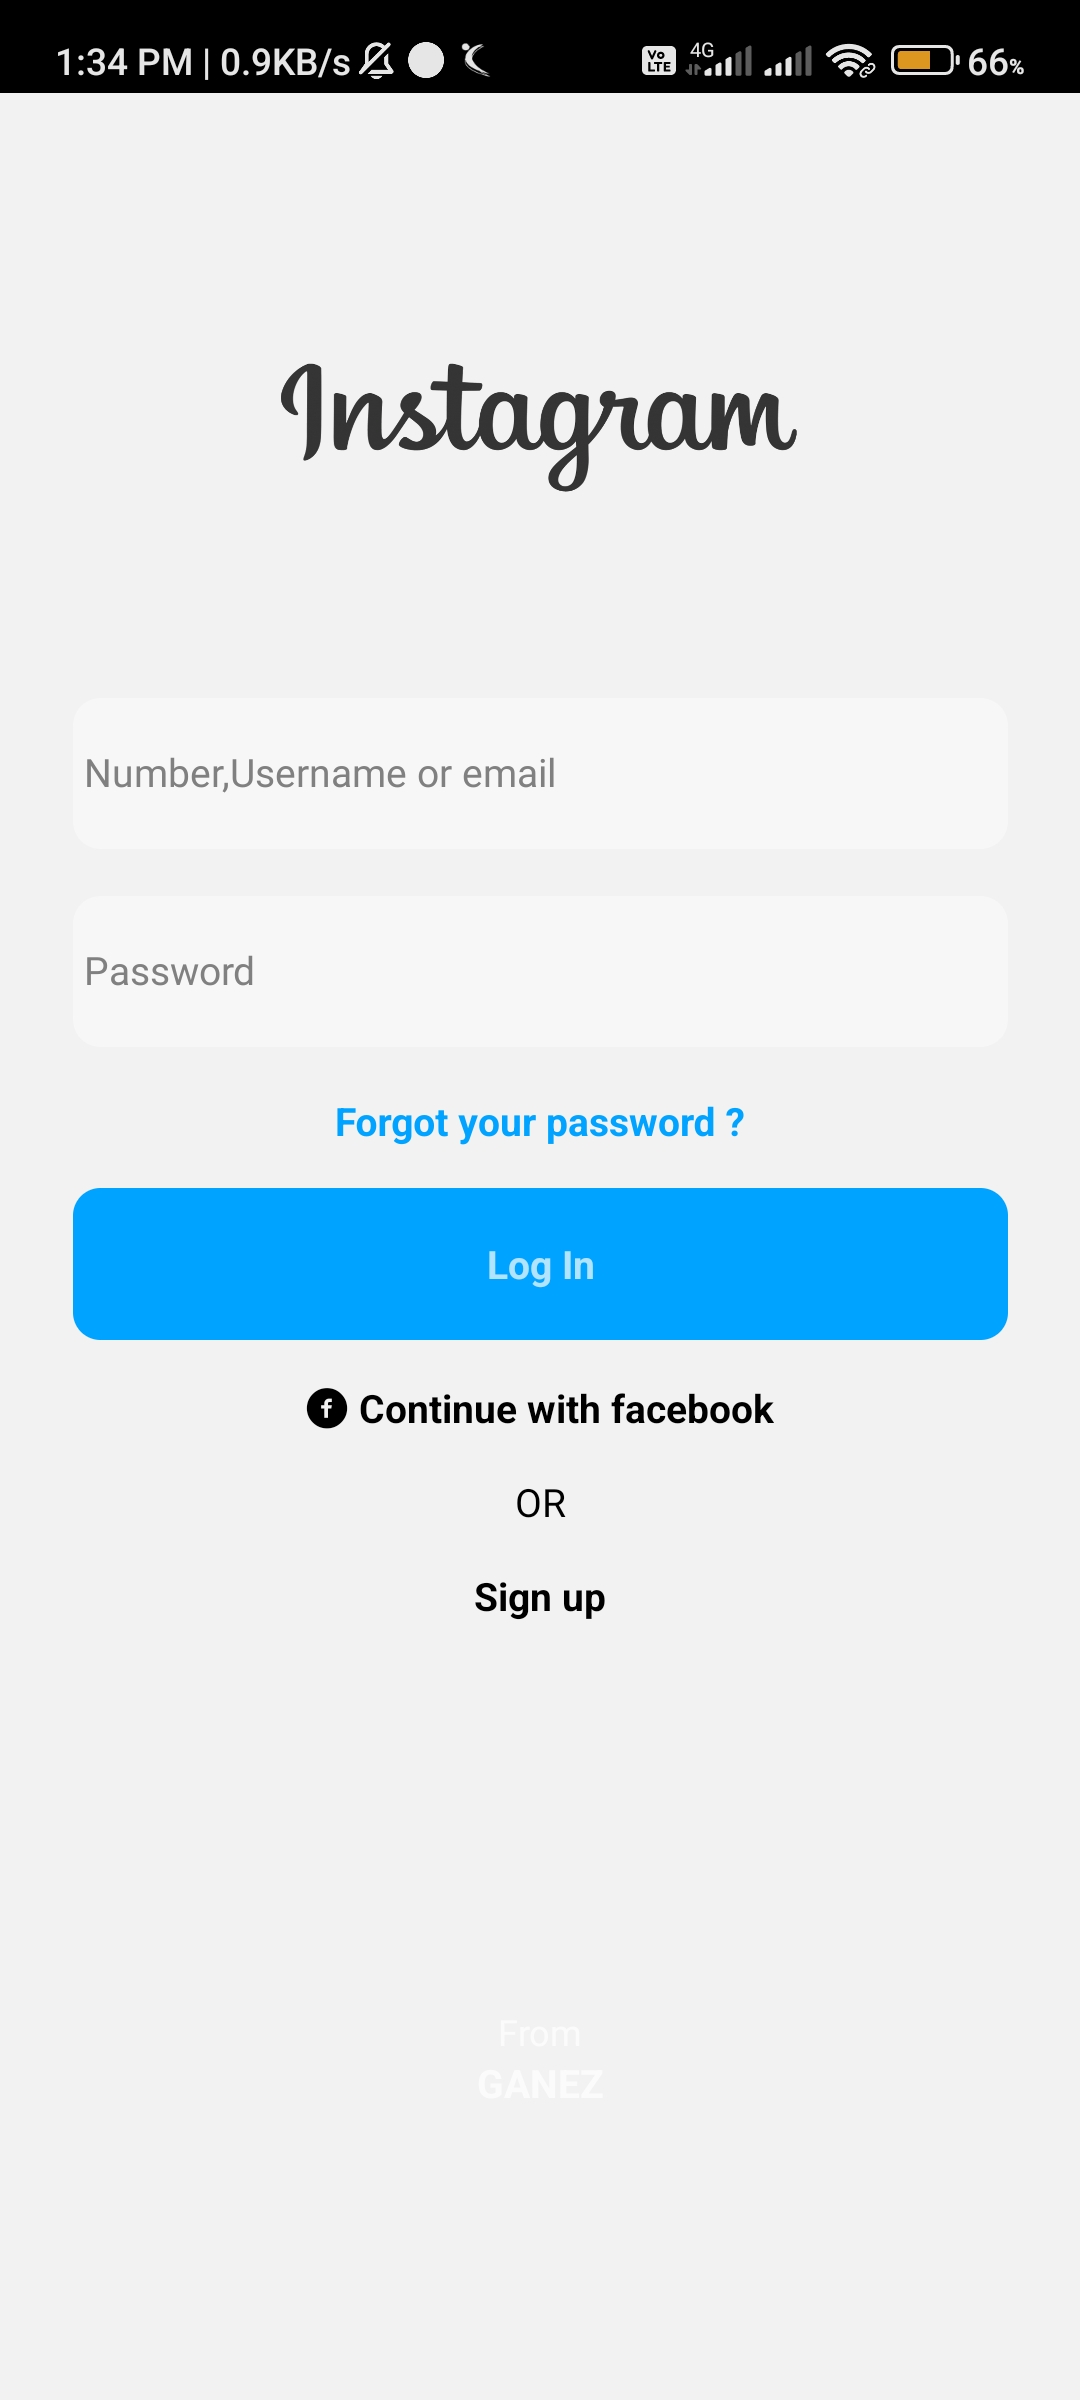 1:34 PM | 0.9KB/s Vo LTE 4G 66%
Instagram
Number,Username or email
Password
Forgot your password ?
Log In
f Continue with facebook
OR
Sign up
From
GANEZ